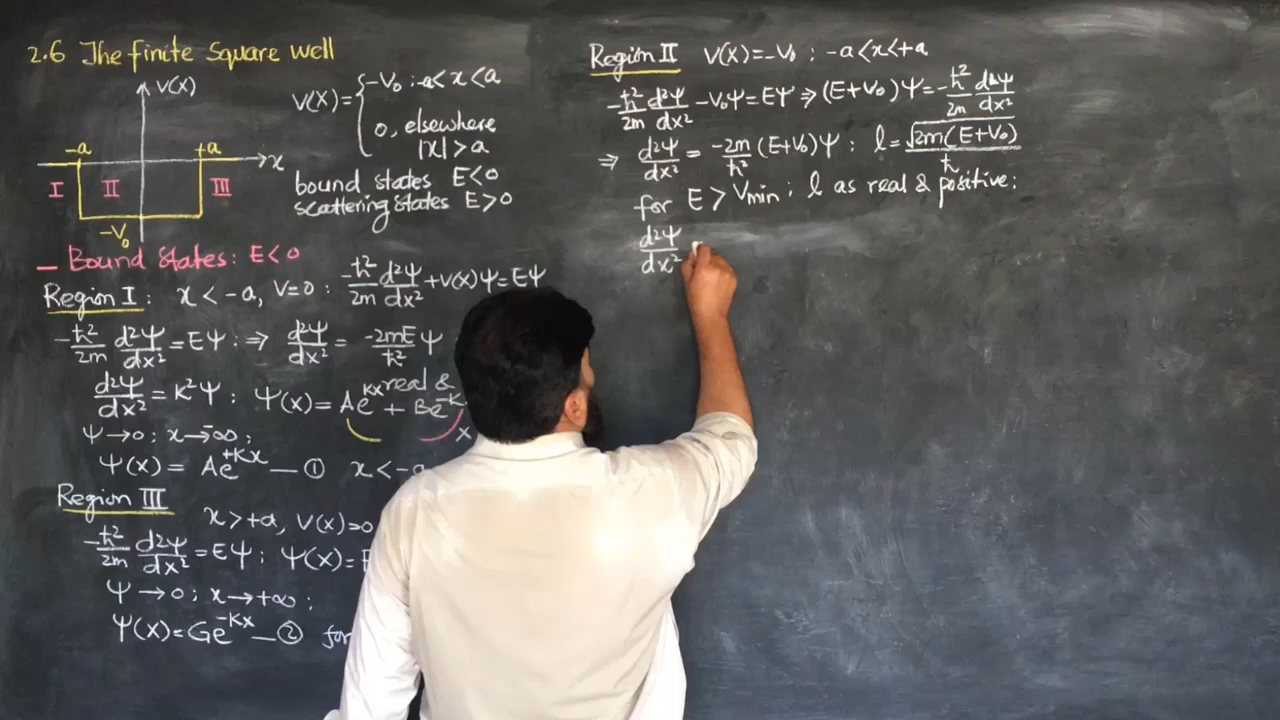 2.6 The finite Square well
V(x)
-a +a x
I II III
-V₀
V(x)= { -V₀ : -a < x < a
0, elsewhere
|x| > a
bound states E<0
scattering states E>0
— Bound States: E<0
Region I : x < -a, V=0 : -ħ²/2m d²Ψ/dx² + V(x)Ψ=EΨ
-ħ²/2m d²Ψ/dx² = EΨ : ⇒ d²Ψ/dx² = -2mE/ħ² Ψ
real &
d²Ψ/dx² = K²Ψ ; Ψ(x) = Ae^Kx + Be^-K
Ψ→0 ; x→-∞ ; x
Ψ(x) = Ae^+Kx — ① x < -a
Region III
x>+a, V(x)=0
-ħ²/2m d²Ψ/dx² = EΨ ; Ψ(x)=
Ψ→0 ; x→+∞ ;
Ψ(x)=Ge^-Kx — ② for
Region II V(x)=-V₀ : -a<x<+a
-ħ²/2m d²Ψ/dx² - V₀Ψ=EΨ ⇒ (E+V₀)Ψ=-ħ²/2m d²Ψ/dx²
⇒ d²Ψ/dx² = -2m/ħ² (E+V₀)Ψ : l = √2m(E+V₀)/ħ
for E > Vmin ; l as real & positive:
d²Ψ/dx²